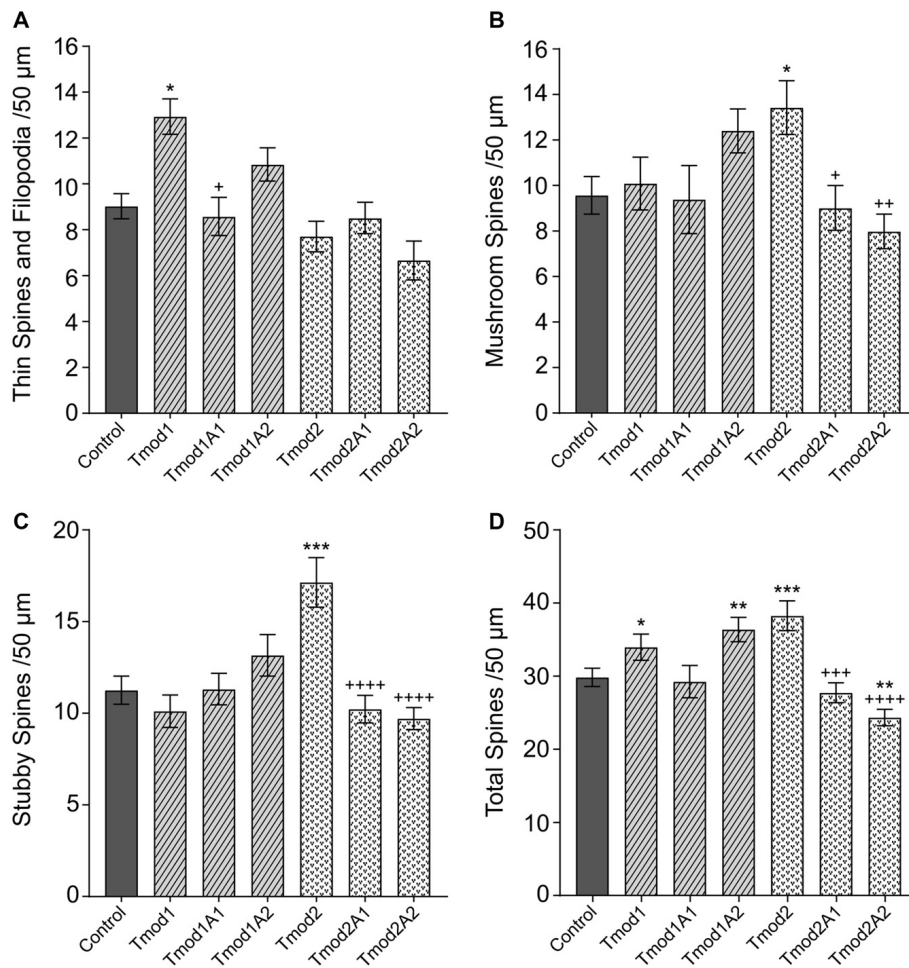 A
Thin Spines and Filopodia /50 µm
16
14
12
10
8
6
4
2
0
*
+
Control
Tmod1
Tmod1A1
Tmod1A2
Tmod2
Tmod2A1
Tmod2A2
B
Mushroom Spines /50 µm
16
14
12
10
8
6
4
2
0
*
+
++
Control
Tmod1
Tmod1A1
Tmod1A2
Tmod2
Tmod2A1
Tmod2A2
C
Stubby Spines /50 µm
20
15
10
5
0
***
++++
++++
Control
Tmod1
Tmod1A1
Tmod1A2
Tmod2
Tmod2A1
Tmod2A2
D
Total Spines /50 µm
50
40
30
20
10
0
*
**
***
+++
**
++++
Control
Tmod1
Tmod1A1
Tmod1A2
Tmod2
Tmod2A1
Tmod2A2